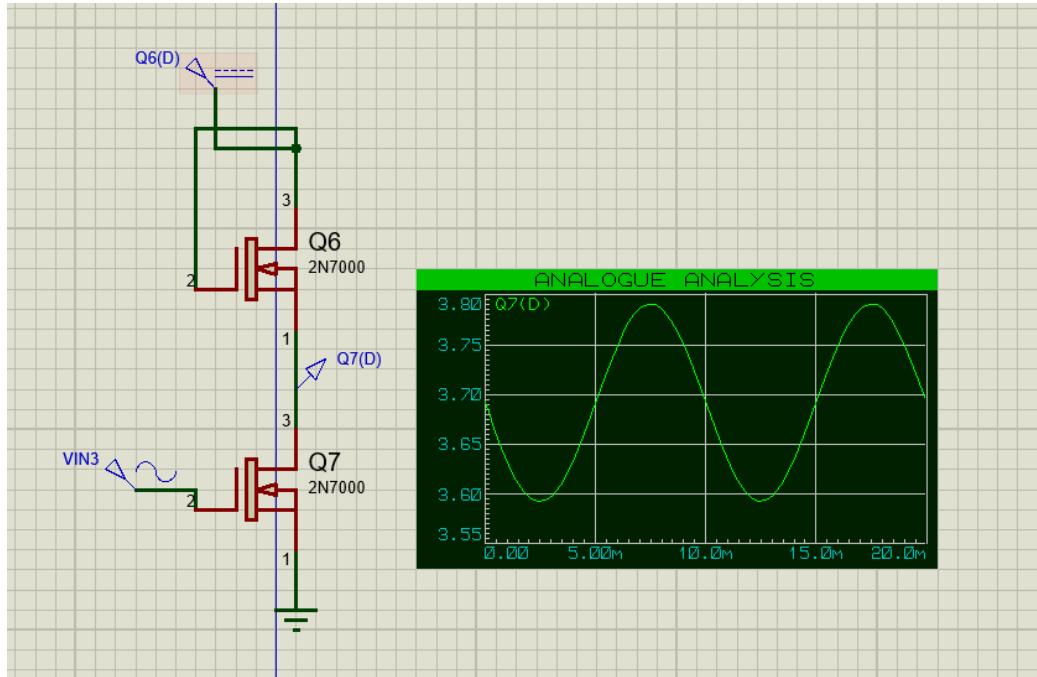 Q6(D)
3
Q6
2N7000
2
1
Q7(D)
3
VIN3
Q7
2N7000
2
1
ANALOGUE ANALYSIS
Q7(D)
3.80
3.75
3.70
3.65
3.60
3.55
0.00 5.00m 10.0m 15.0m 20.0m